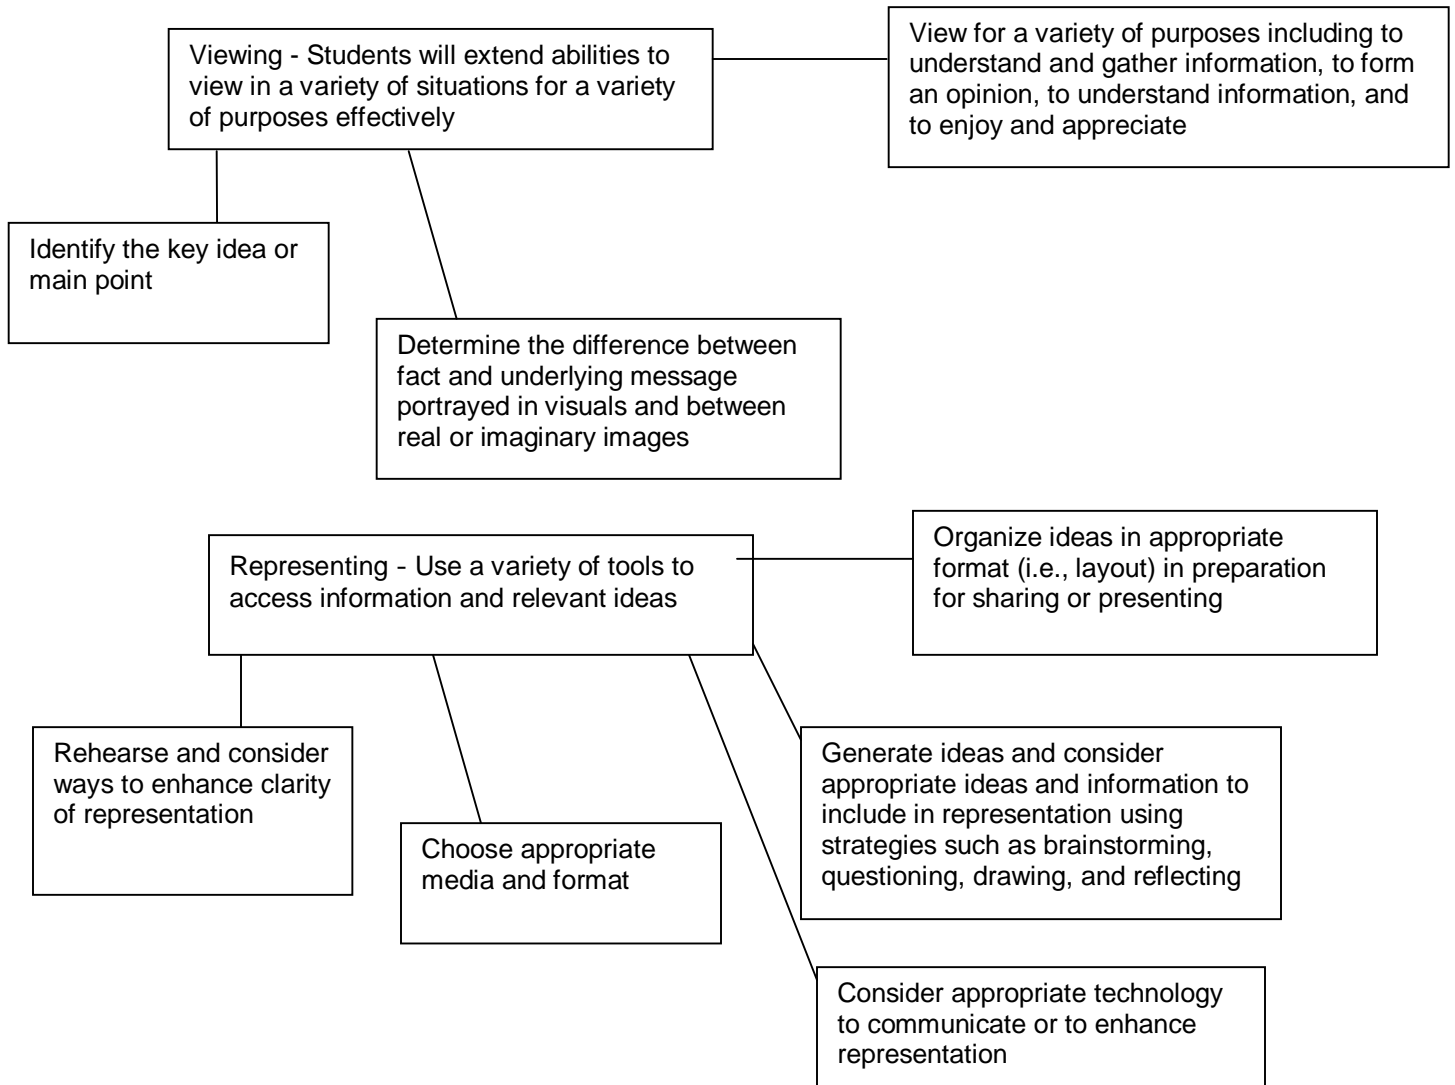 Viewing - Students will extend abilities to
view in a variety of situations for a variety
of purposes effectively
View for a variety of purposes including to
understand and gather information, to form
an opinion, to understand information, and
to enjoy and appreciate
Identify the key idea or
main point
Determine the difference between
fact and underlying message
portrayed in visuals and between
real or imaginary images
Representing - Use a variety of tools to
access information and relevant ideas
Organize ideas in appropriate
format (i.e., layout) in preparation
for sharing or presenting
Rehearse and consider
ways to enhance clarity
of representation
Choose appropriate
media and format
Generate ideas and consider
appropriate ideas and information to
include in representation using
strategies such as brainstorming,
questioning, drawing, and reflecting
Consider appropriate technology
to communicate or to enhance
representation